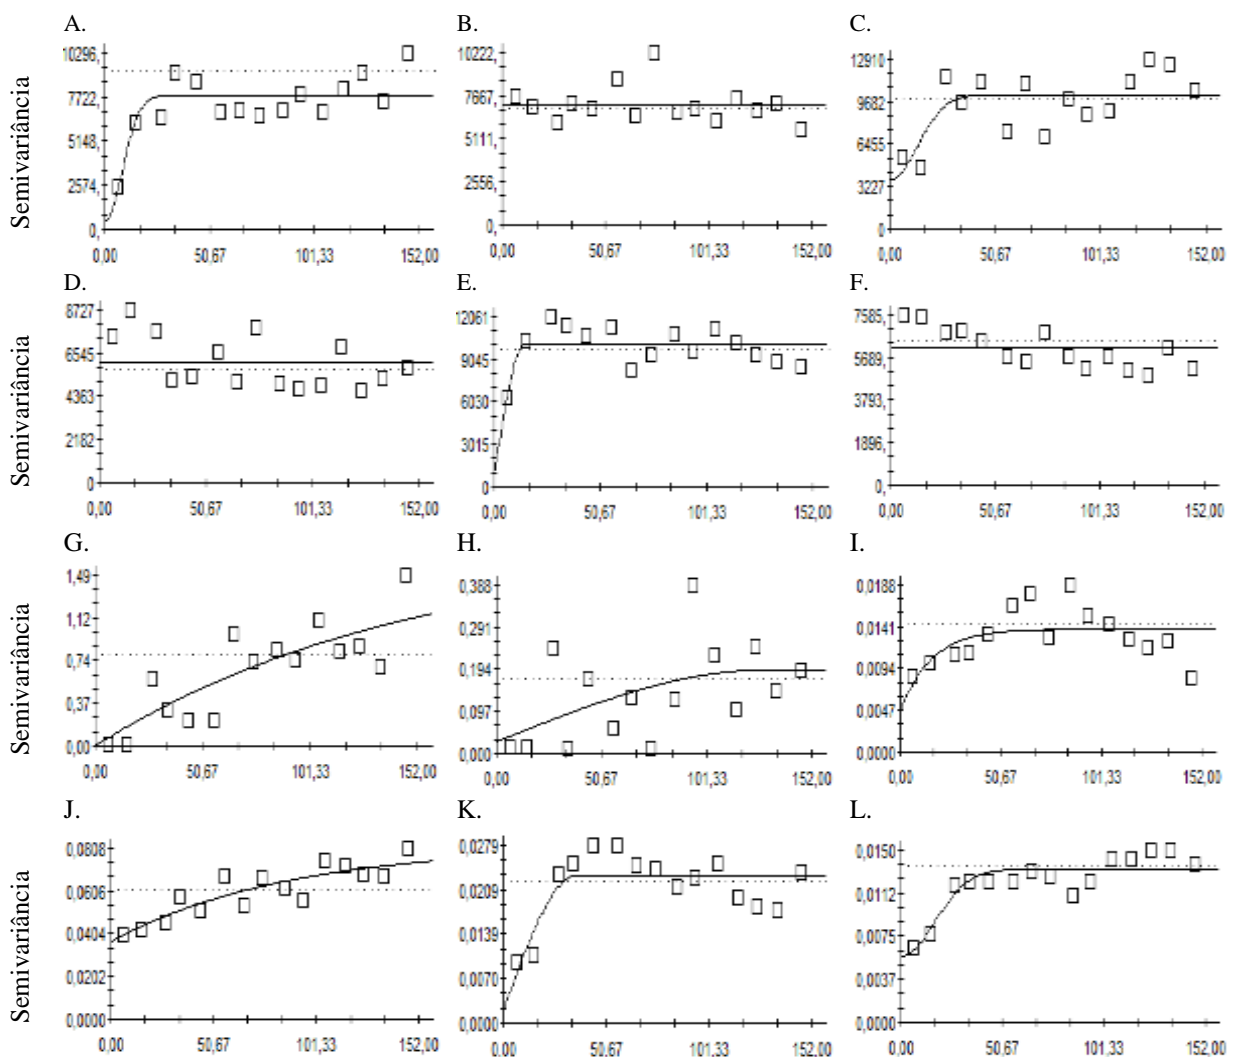 A.
10296,
7722,
5148,
2574,
0,
0,00 50,67 101,33 152,00
B.
10222,
7667,
5111,
2556,
0,
0,00 50,67 101,33 152,00
C.
12910
9682
6455
3227
0
0,00 50,67 101,33 152,00
Semivariância
D.
8727
6545
4363
2182
0
0,00 50,67 101,33 152,00
E.
12061
9045
6030
3015
0
0,00 50,67 101,33 152,00
F.
7585,
5689
3793,
1896,
0,
0,00 50,67 101,33 152,00
Semivariância
G.
1,49
1,12
0,74
0,37
0,00
0,00 50,67 101,33 152,00
H.
0,388
0,291
0,194
0,097
0,000
0,00 50,67 101,33 152,00
I.
0,0188
0,0141
0,0094
0,0047
0,0000
0,00 50,67 101,33 152,00
Semivariância
J.
0,0808
0,0606
0,0404
0,0202
0,0000
0,00 50,67 101,33 152,00
K.
0,0279
0,0209
0,0139
0,0070
0,0000
0,00 50,67 101,33 152,00
L.
0,0150
0,0112
0,0075
0,0037
0,0000
0,00 50,67 101,33 152,00
Semivariância